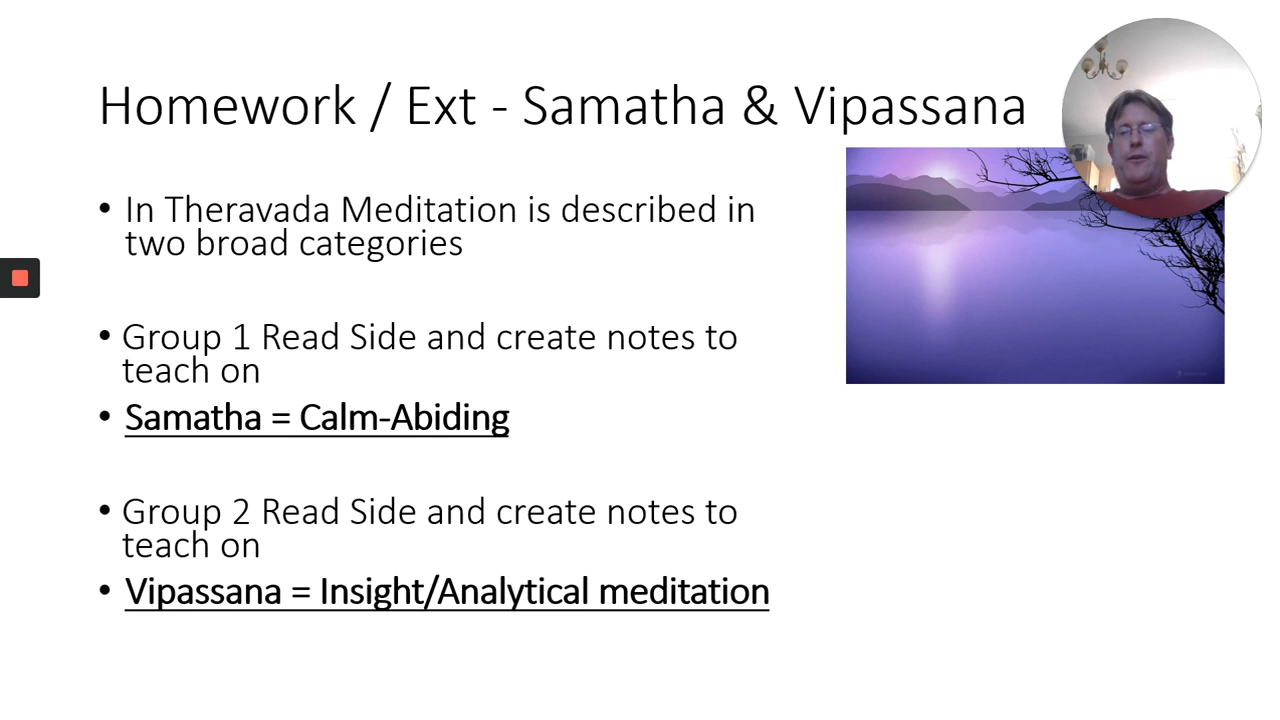 Homework / Ext - Samatha & Vipassana
• In Theravada Meditation is described in
two broad categories
• Group 1 Read Side and create notes to
teach on
• Samatha = Calm-Abiding
• Group 2 Read Side and create notes to
teach on
• Vipassana = Insight/Analytical meditation